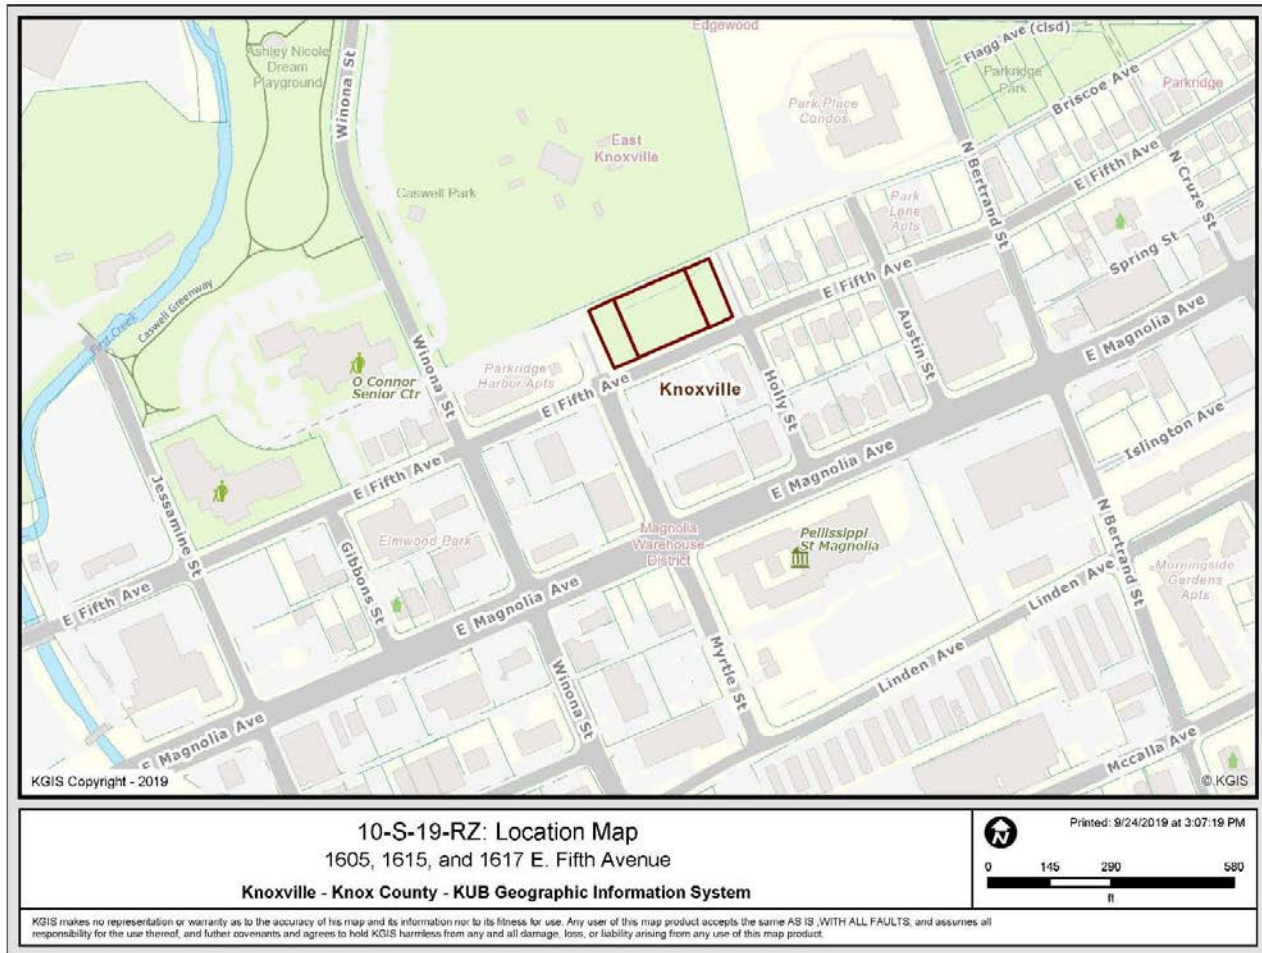 Edgewood
Flagg Ave (clsd)
Ashley Nicole
Dream
Playground
Winona St
Parkridge
Park
Briscoe Ave
Parkridge
Park Place
Condos
East
Knoxville
N Bertrand St
E Fifth Ave
N Cruze St
Caswell Park
Park
Lane
Apts
Spring St
First Creek
Caswell Greenway
E Fifth Ave
Austin St
E Magnolia Ave
Winona St
O Connor
Senior Ctr
Parkridge
Harbor Apts
E Fifth Ave
Knoxville
Holly St
Islington Ave
E Fifth Ave
E Magnolia Ave
Jessamine St
Gibbons St
Elmwood Park
Magnolia
Warehouse
District
Pellissippi
St Magnolia
N Bertrand St
Linden Ave
Morningside
Gardens
Apts
E Fifth Ave
E Magnolia Ave
Myrtle St
Linden Ave
Winona St
E Magnolia Ave
Mccalla Ave
KGIS Copyright - 2019
© KGIS
10-S-19-RZ: Location Map
1605, 1615, and 1617 E. Fifth Avenue
Knoxville - Knox County - KUB Geographic Information System
N
Printed: 9/24/2019 at 3:07:19 PM
0 145 290 580
ft
KGIS makes no representation or warranty as to the accuracy of his map and its information nor to its fitness for use. Any user of this map product accepts the same AS IS ,WITH ALL FAULTS, and assumes all
responsibility for the use thereof, and futher covenants and agrees to hold KGIS harmless from any and all damage, loss, or liability arising from any use of this map product.